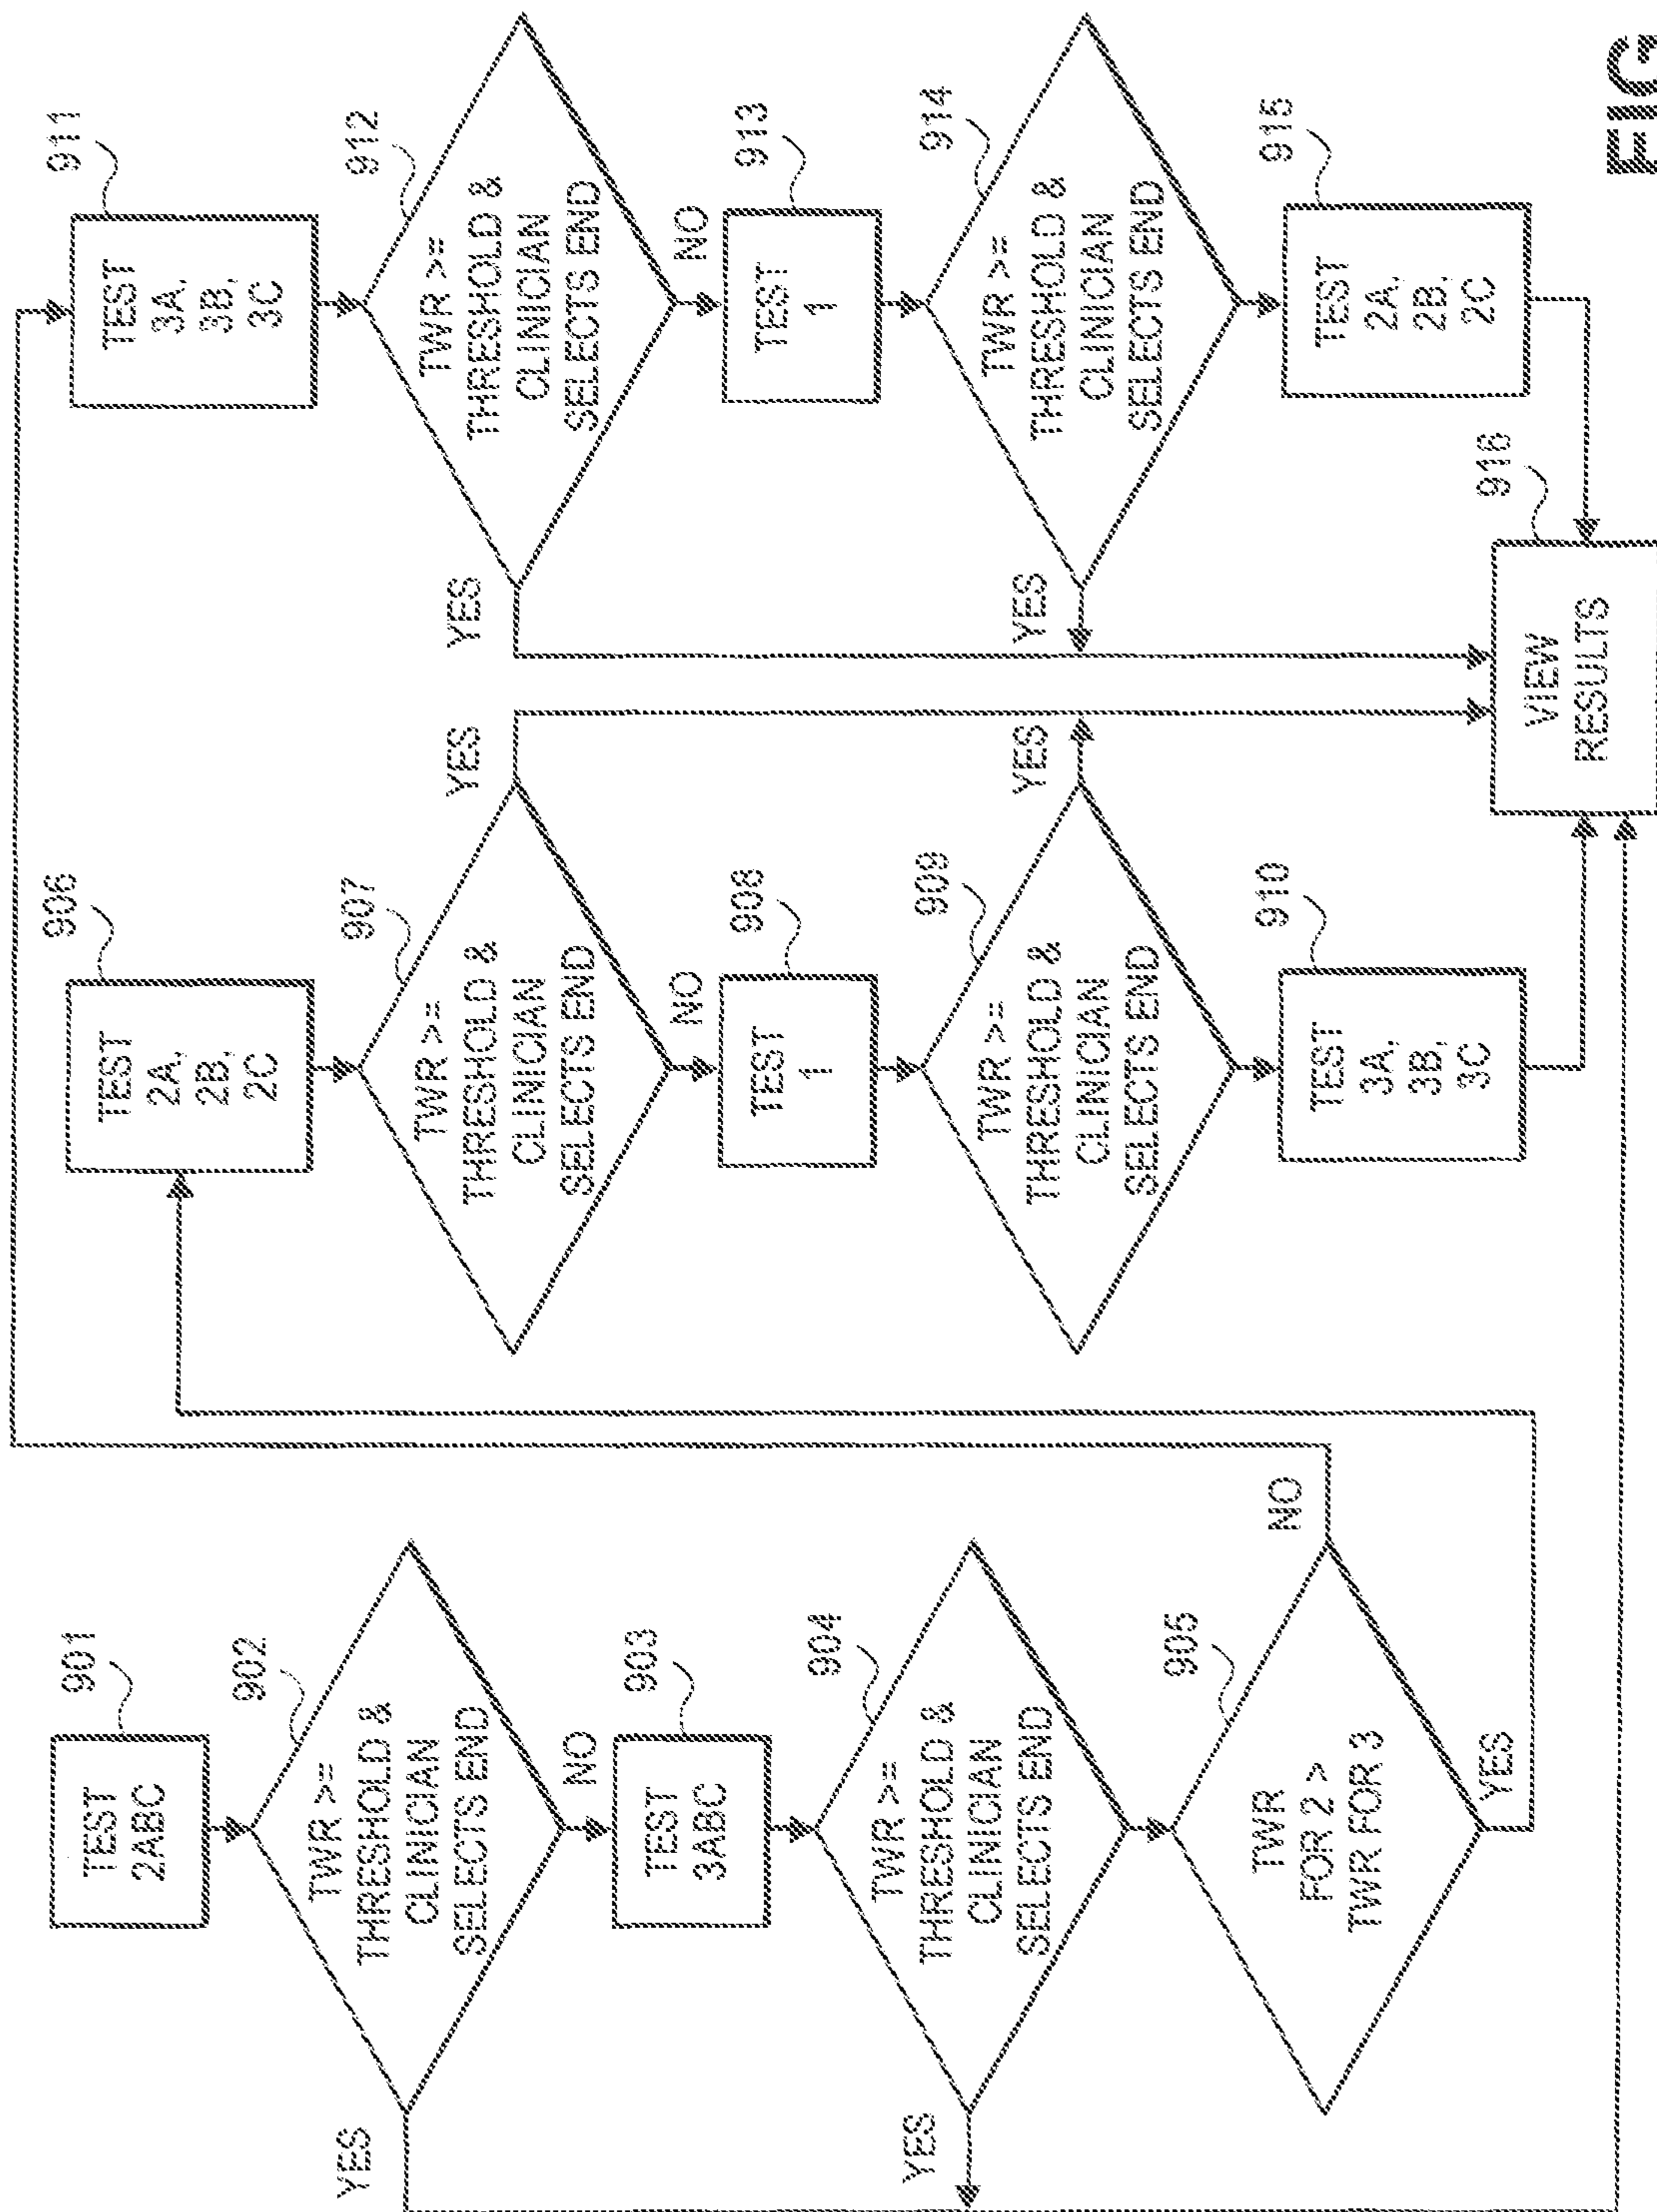 901
TEST
2ABC
902
TWR >=
THRESHOLD &
CLINICIAN
SELECTS END
YES
NO
903
TEST
3ABC
904
TWR >=
THRESHOLD &
CLINICIAN
SELECTS END
YES
905
TWR
FOR 2 >
TWR FOR 3
NO
YES
906
TEST
2A,
2B,
2C
907
TWR >=
THRESHOLD &
CLINICIAN
SELECTS END
YES
NO
908
TEST
1
909
TWR >=
THRESHOLD &
CLINICIAN
SELECTS END
YES
910
TEST
3A,
3B,
3C
911
TEST
3A,
3B,
3C
912
TWR >=
THRESHOLD &
CLINICIAN
SELECTS END
YES
NO
913
TEST
1
914
TWR >=
THRESHOLD &
CLINICIAN
SELECTS END
YES
915
TEST
2A,
2B,
2C
916
VIEW
RESULTS
FIG